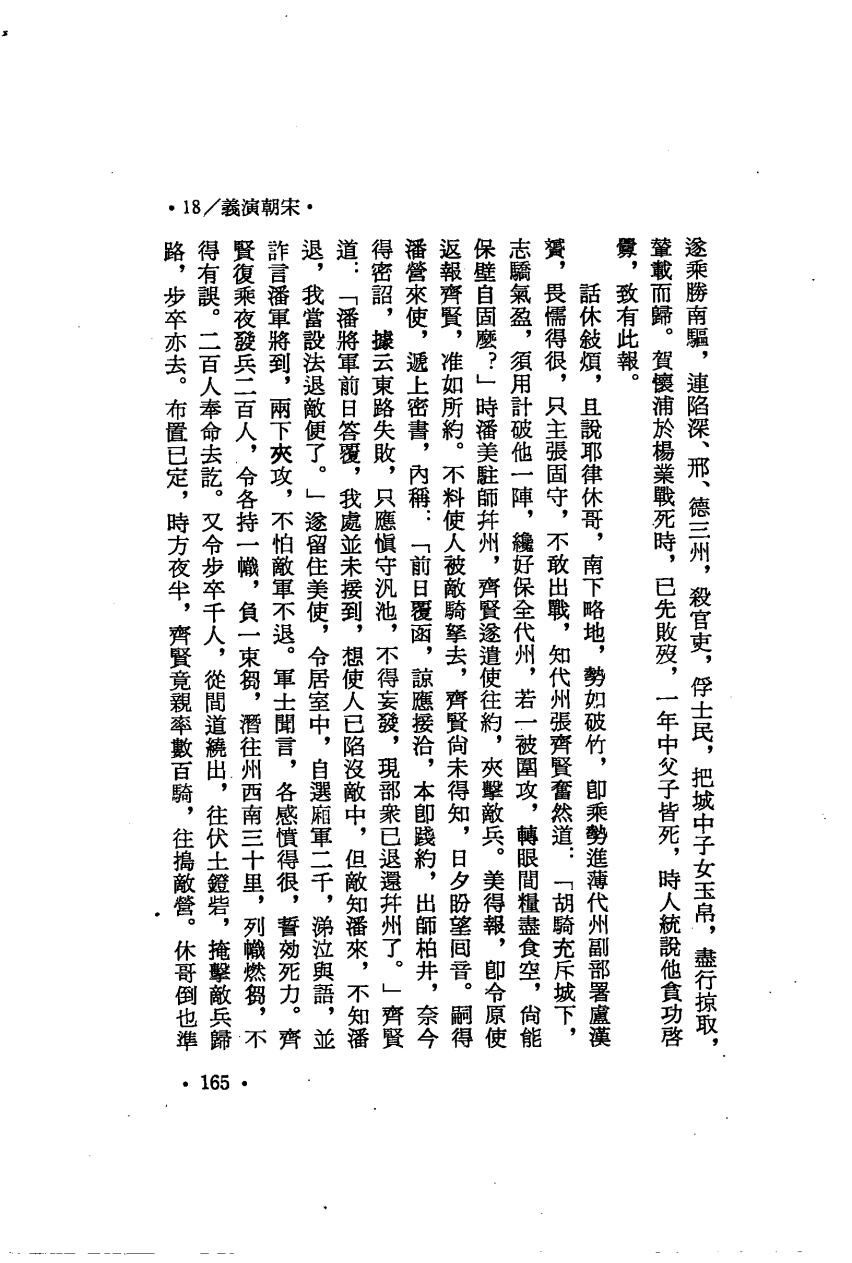 •18／義演朝宋•
遂乘勝南驅，連陷深、邢、德三州，殺官吏，俘士民，把城中子女玉帛，盡行掠取，
輦載而歸。賀懷浦於楊業戰死時，已先敗歿，一年中父子皆死，時人統說他貪功啓
釁，致有此報。
話休敍煩，且說耶律休哥，南下略地，勢如破竹，卽乘勢進薄代州副部署盧漢
贇，畏懦得很，只主張固守，不敢出戰，知代州張齊賢奮然道：「胡騎充斥城下，
志驕氣盈，須用計破他一陣，纔好保全代州，若一被圍攻，轉眼間糧盡食空，尙能
保壁自固麼？」時潘美駐師幷州，齊賢遂遣使往約，夾擊敵兵。美得報，卽令原使
返報齊賢，准如所約。不料使人被敵騎拏去，齊賢尙未得知，日夕盼望囘音。嗣得
潘營來使，遞上密書，內稱：「前日覆函，諒應接洽，本卽踐約，出師柏井，奈今
得密詔，據云東路失敗，只應愼守汛池，不得妄發，現部衆已退還幷州了。」齊賢
道：「潘將軍前日答覆，我處並未接到，想使人已陷沒敵中，但敵知潘來，不知潘
退，我當設法退敵便了。」遂留住美使，令居室中，自選廂軍二千，涕泣與語，並
詐言潘軍將到，兩下夾攻，不怕敵軍不退。軍士聞言，各感憤得很，誓効死力。齊
賢復乘夜發兵二百人，令各持一幟，負一束芻，潛往州西南三十里，列幟燃芻，不
得有誤。二百人奉命去訖。又令步卒千人，從間道繞出，往伏土鐙砦，掩擊敵兵歸
路，步卒亦去。布置已定，時方夜半，齊賢竟親率數百騎，往搗敵營。休哥倒也準
•165•